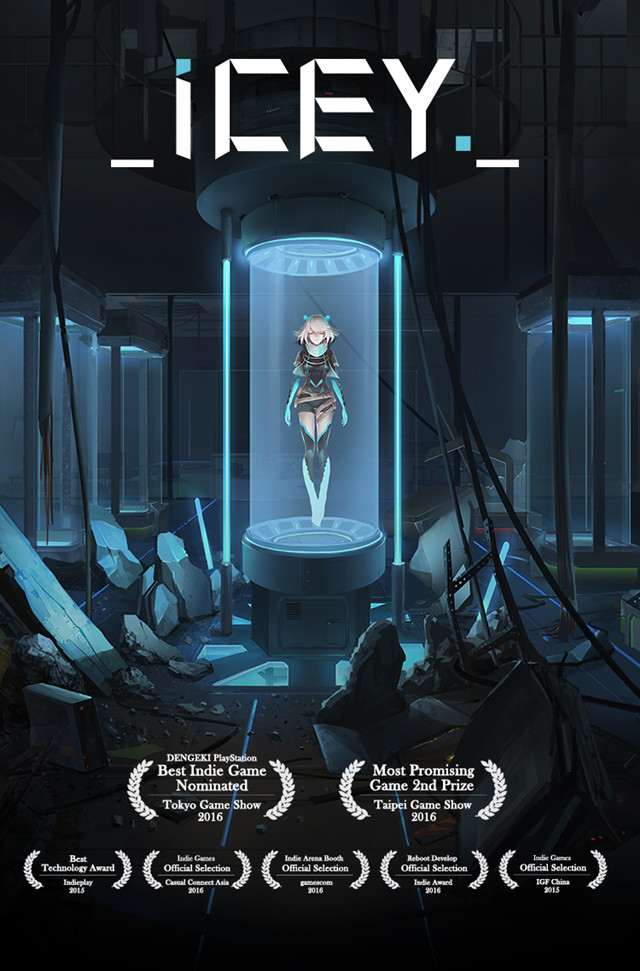 _iCEY._
DENGEKI PlayStation
Best Indie Game
Nominated
Tokyo Game Show
2016
Most Promising
Game 2nd Prize
Taipei Game Show
2016
Best
Technology Award
Indieplay
2015
Indie Games
Official Selection
Casual Connect Asia
2016
Indie Arena Booth
Official Selection
gamescom
2016
Reboot Develop
Official Selection
Indie Award
2016
Indie Games
Official Selection
IGF China
2015